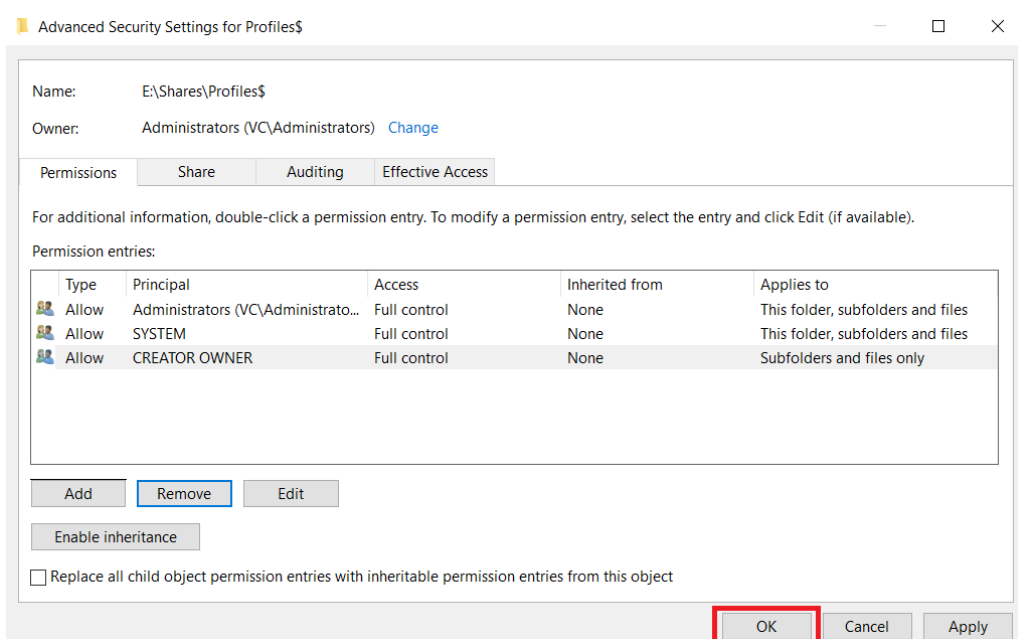 Advanced Security Settings for Profiles$
Name: E:\Shares\Profiles$
Owner: Administrators (VC\Administrators) Change
Permissions Share Auditing Effective Access
For additional information, double-click a permission entry. To modify a permission entry, select the entry and click Edit (if available).
Permission entries:
Type Principal Access Inherited from Applies to
Allow Administrators (VC\Administrato... Full control None This folder, subfolders and files
Allow SYSTEM Full control None This folder, subfolders and files
Allow CREATOR OWNER Full control None Subfolders and files only
Add Remove Edit
Enable inheritance
Replace all child object permission entries with inheritable permission entries from this object
OK Cancel Apply